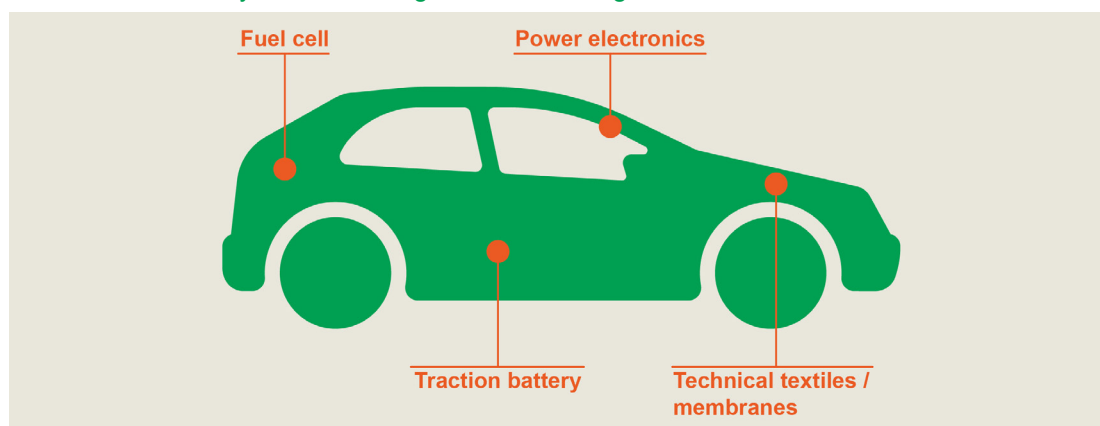 Fuel cell
Power electronics
Traction battery
Technical textiles /
membranes